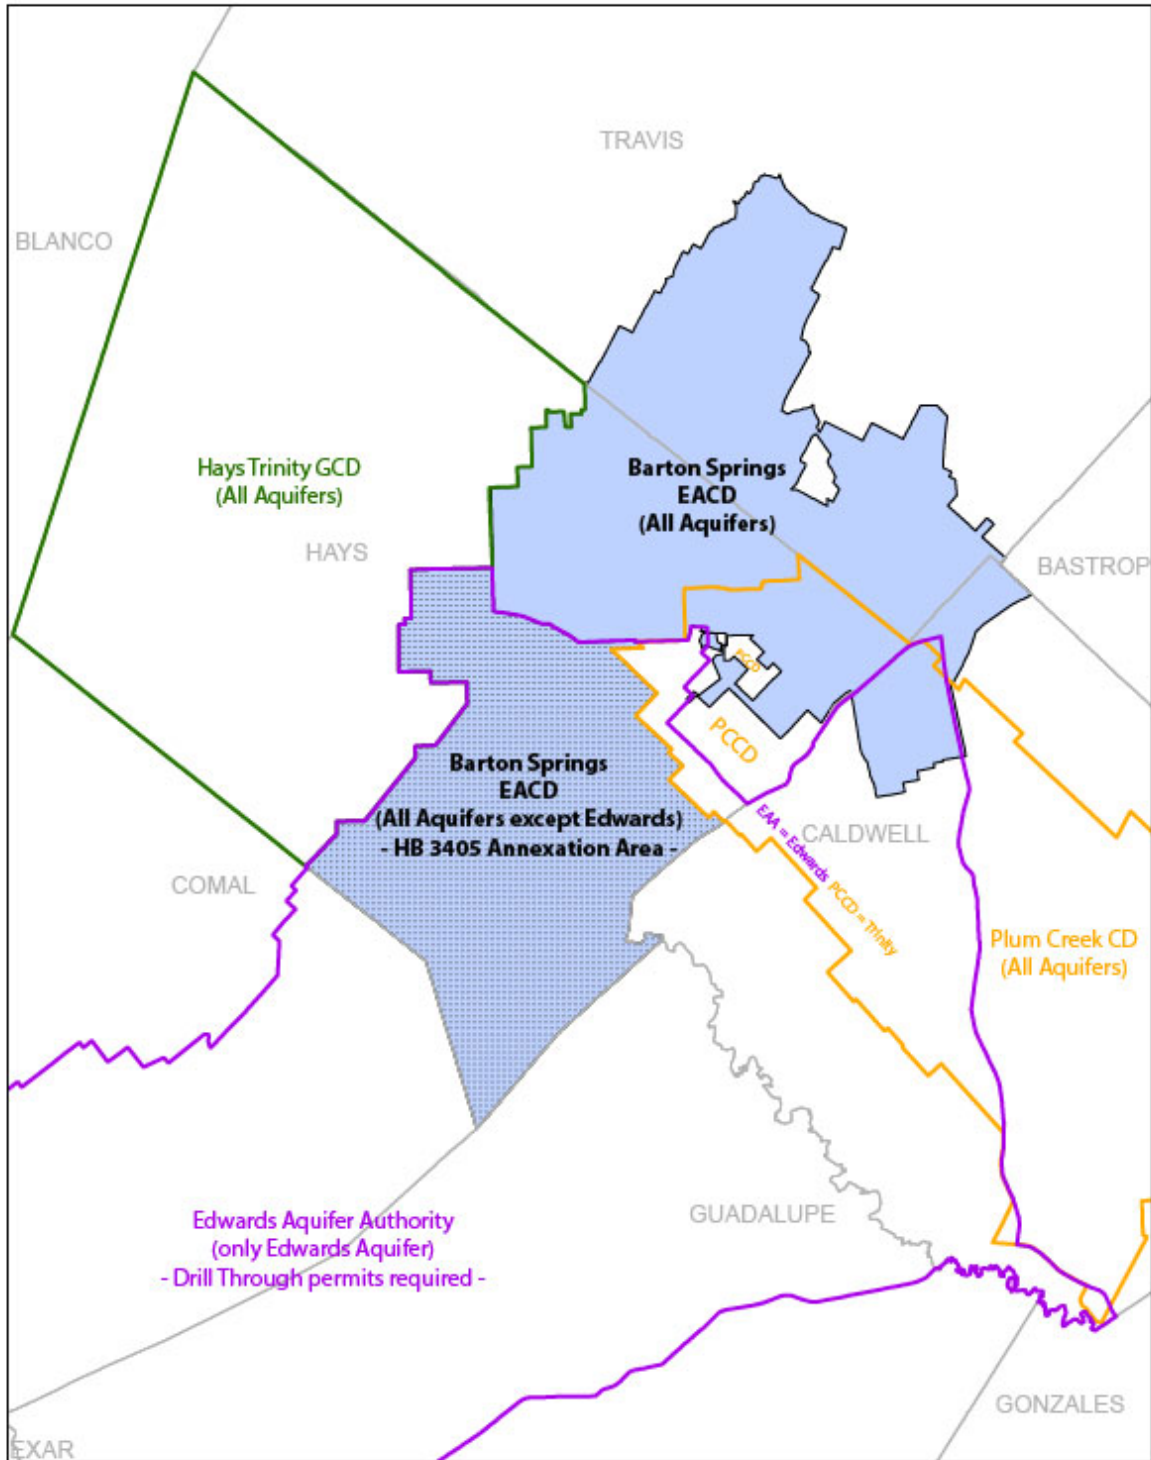 TRAVIS
BLANCO
Hays Trinity GCD
(All Aquifers)
Barton Springs
EACD
(All Aquifers)
HAYS
BASTROP
PCCD
PCCD
Barton Springs
EACD
(All Aquifers except Edwards)
- HB 3405 Annexation Area -
EAA = Edwards
PCCD = Trinity
CALDWELL
COMAL
Plum Creek CD
(All Aquifers)
GUADALUPE
Edwards Aquifer Authority
(only Edwards Aquifer)
- Drill Through permits required -
GONZALES
EXAR